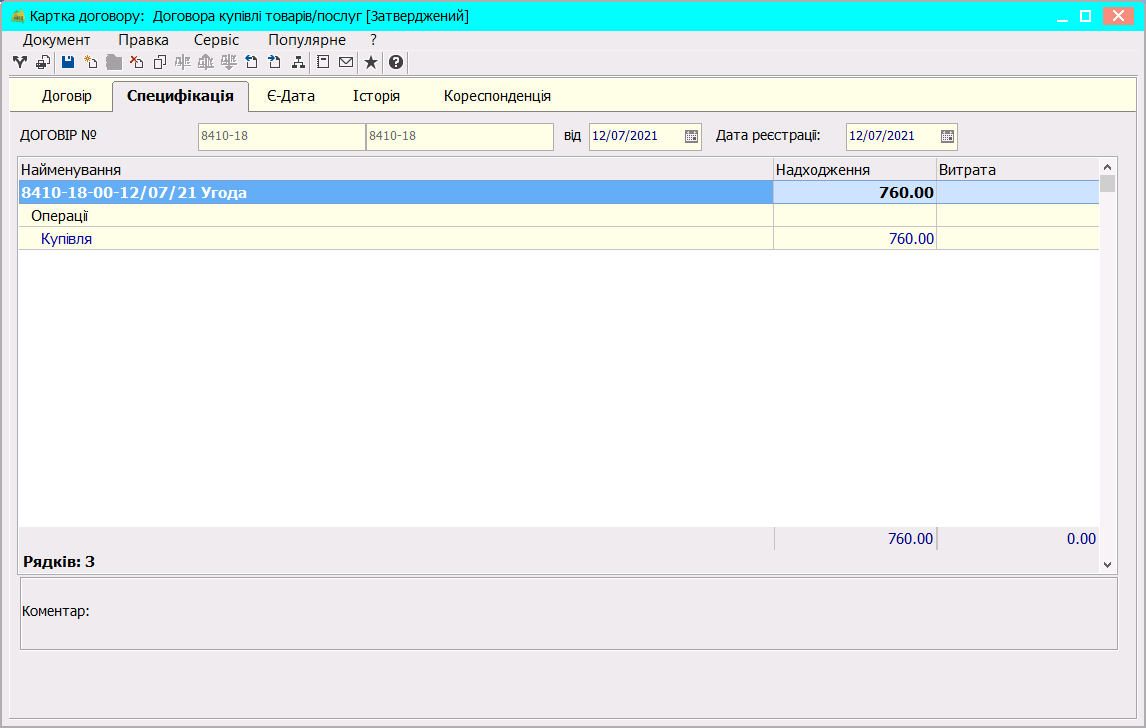 Картка договору: Договора купівлі товарів/послуг [Затверджений]
Документ Правка Сервіс Популярне ?
Договір Специфікація Є-Дата Історія Кореспонденція
ДОГОВІР № 8410-18 8410-18 від 12/07/2021 Дата реєстрації: 12/07/2021
Найменування Надходження Витрата
8410-18-00-12/07/21 Угода 760.00
Операції
Купівля 760.00
760.00 0.00
Рядків: 3
Коментар: